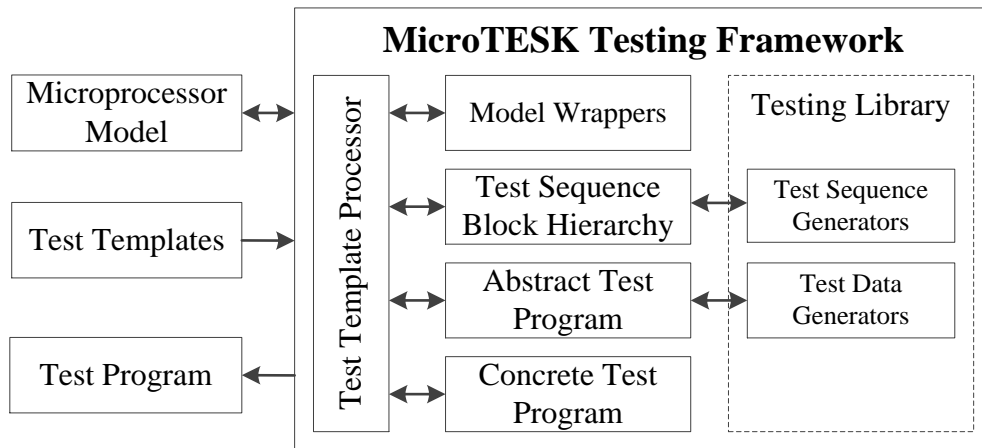 MicroTESK Testing Framework
Microprocessor
Model
Test Templates
Test Program
Test Template Processor
Model Wrappers
Test Sequence
Block Hierarchy
Abstract Test
Program
Concrete Test
Program
Testing Library
Test Sequence
Generators
Test Data
Generators